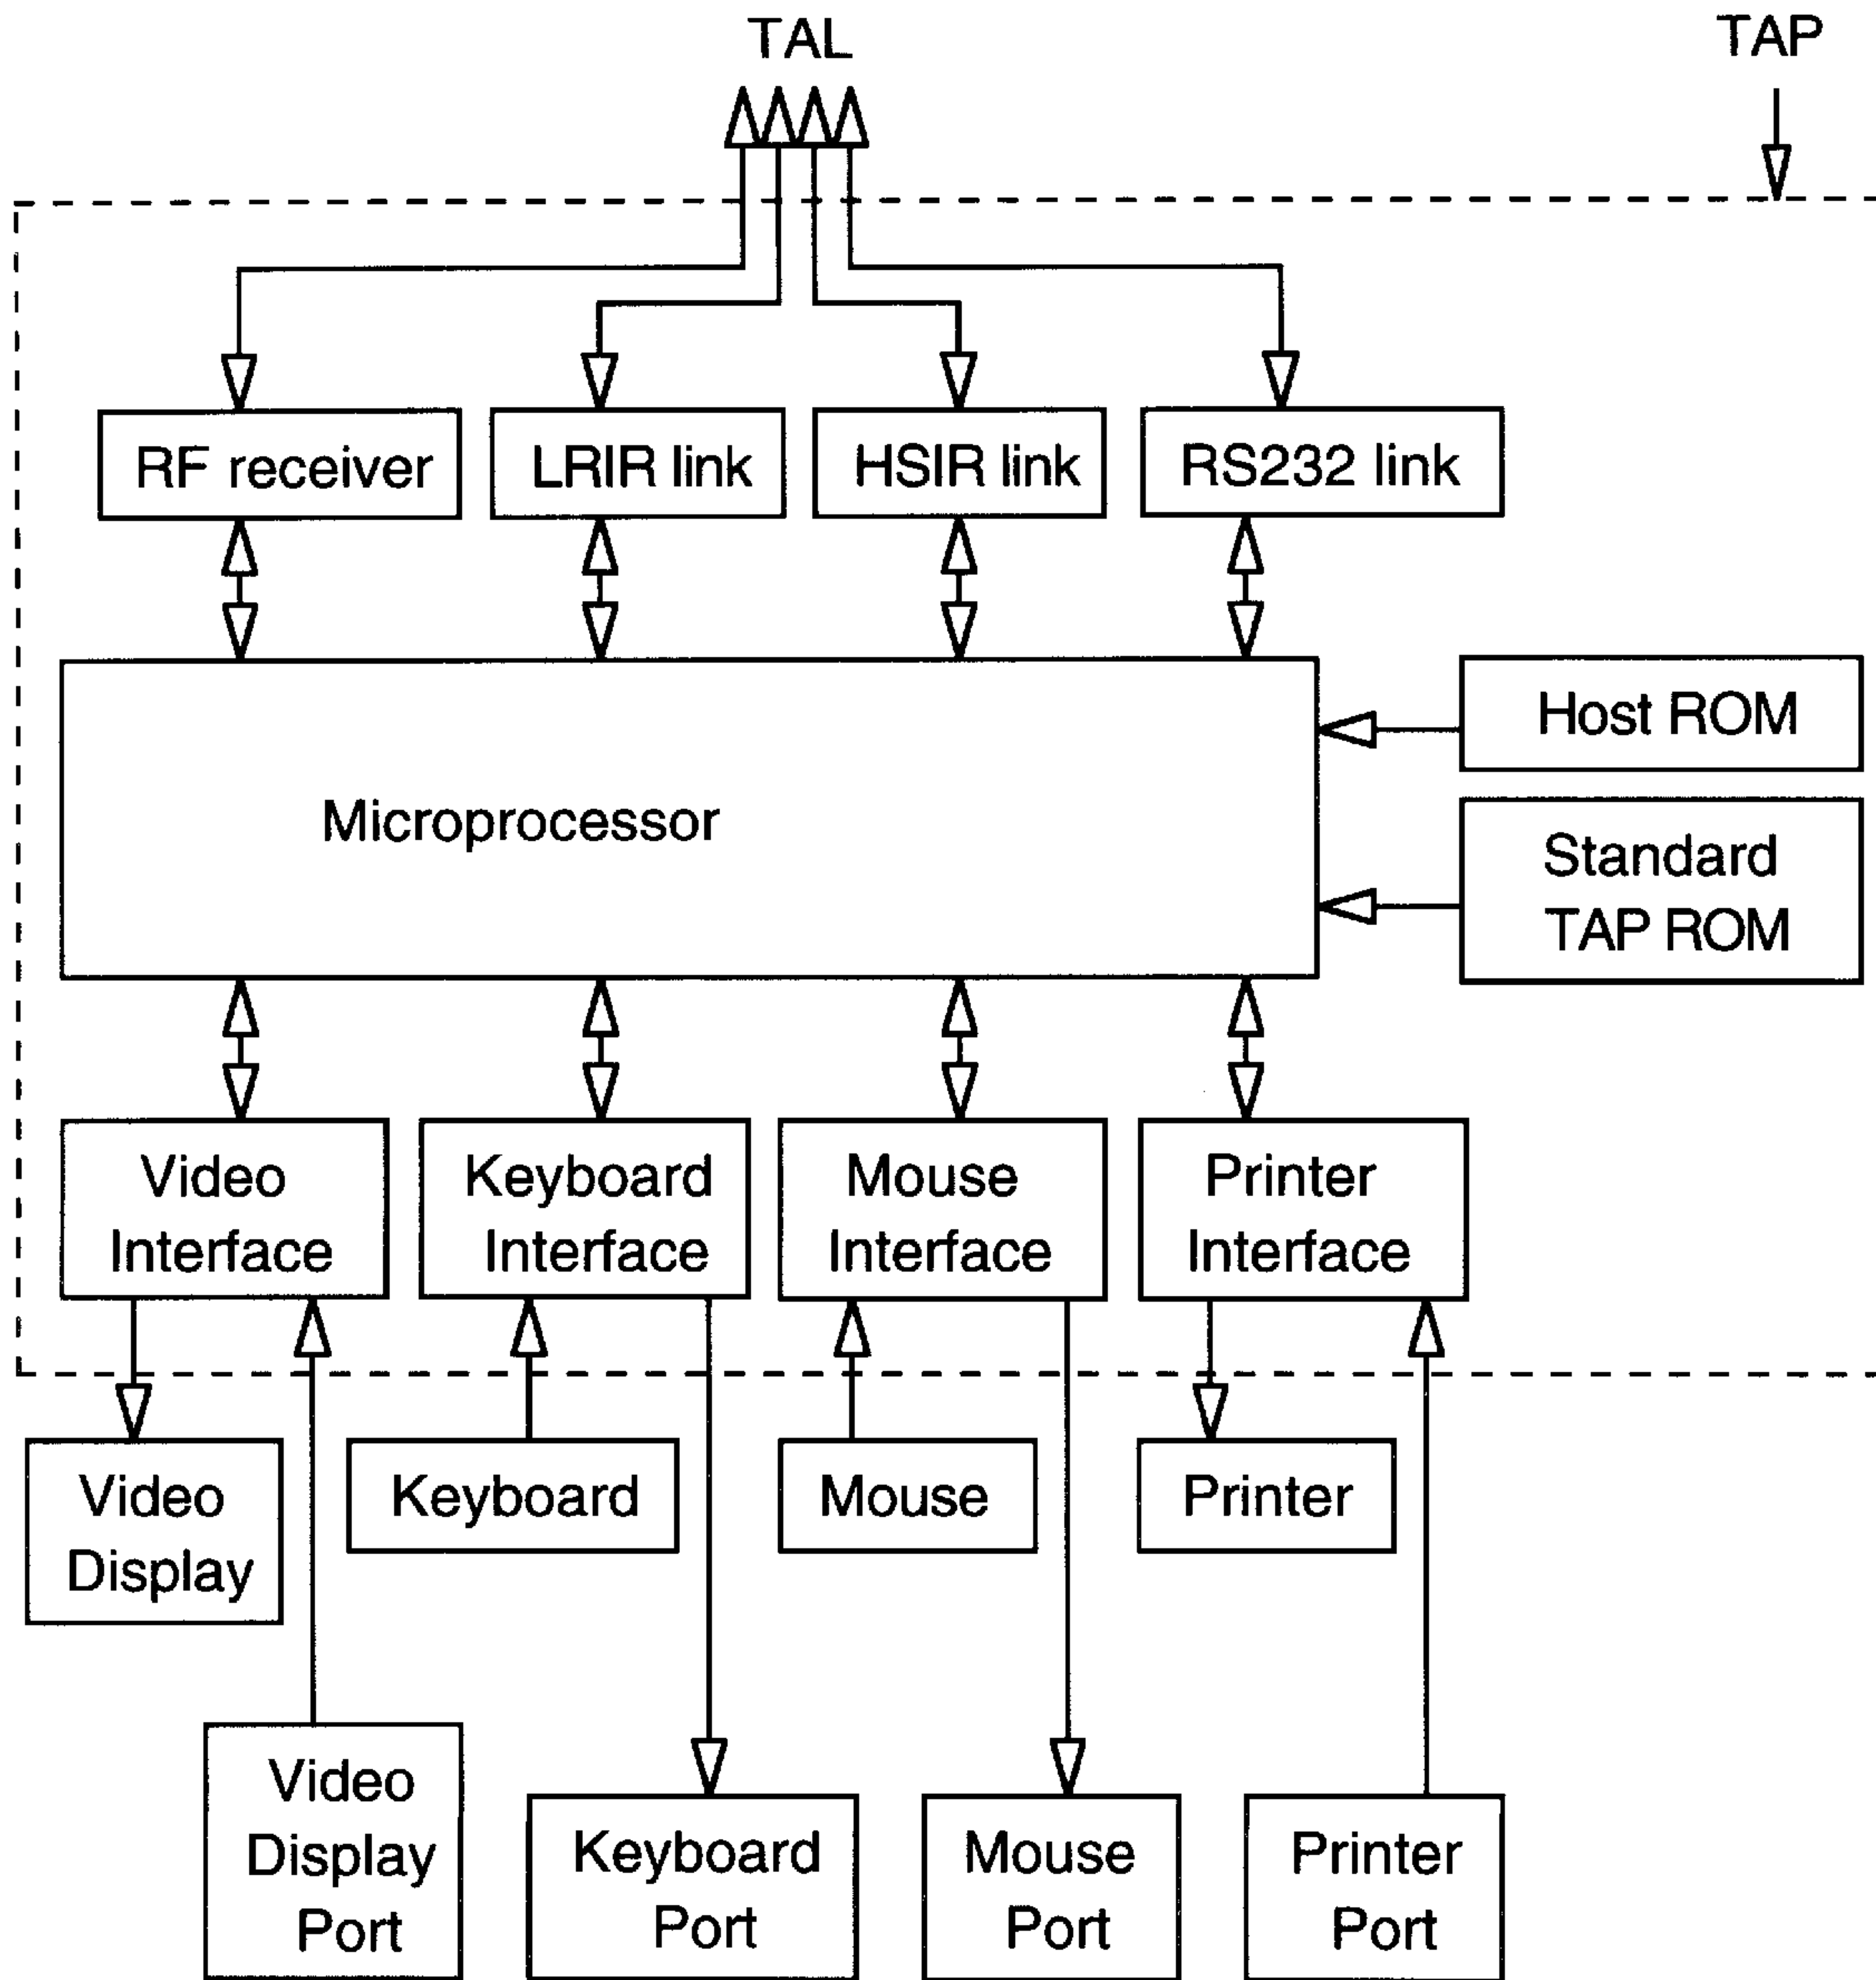 TAL
TAP
RF receiver
LRIR link
HSIR link
RS232 link
Host ROM
Microprocessor
Standard
TAP ROM
Video
Interface
Keyboard
Interface
Mouse
Interface
Printer
Interface
Video
Display
Keyboard
Mouse
Printer
Video
Display
Port
Keyboard
Port
Mouse
Port
Printer
Port